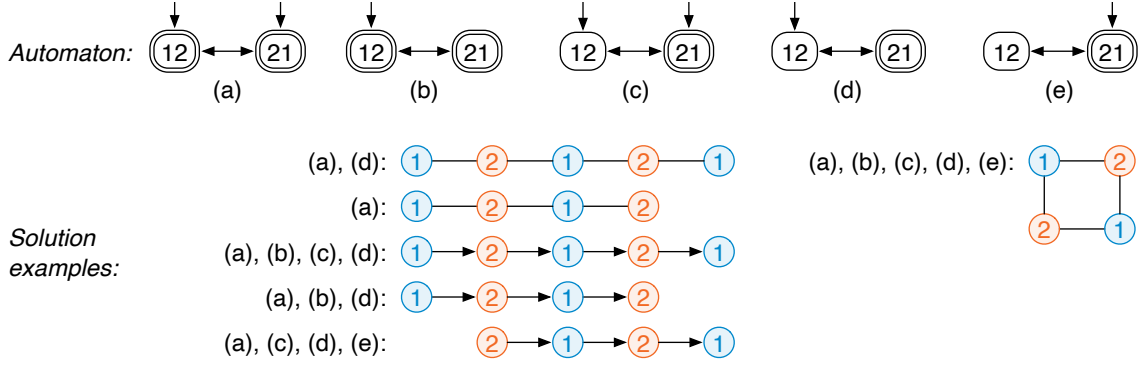 Automaton: 12 21 12 21 12 21 12 21 12 21
(a) (b) (c) (d) (e)
(a), (d): 1 2 1 2 1
(a), (b), (c), (d), (e): 1 2
2 1
(a): 1 2 1 2
Solution
examples:
(a), (b), (c), (d): 1 2 1 2 1
(a), (b), (d): 1 2 1 2
(a), (c), (d), (e): 2 1 2 1